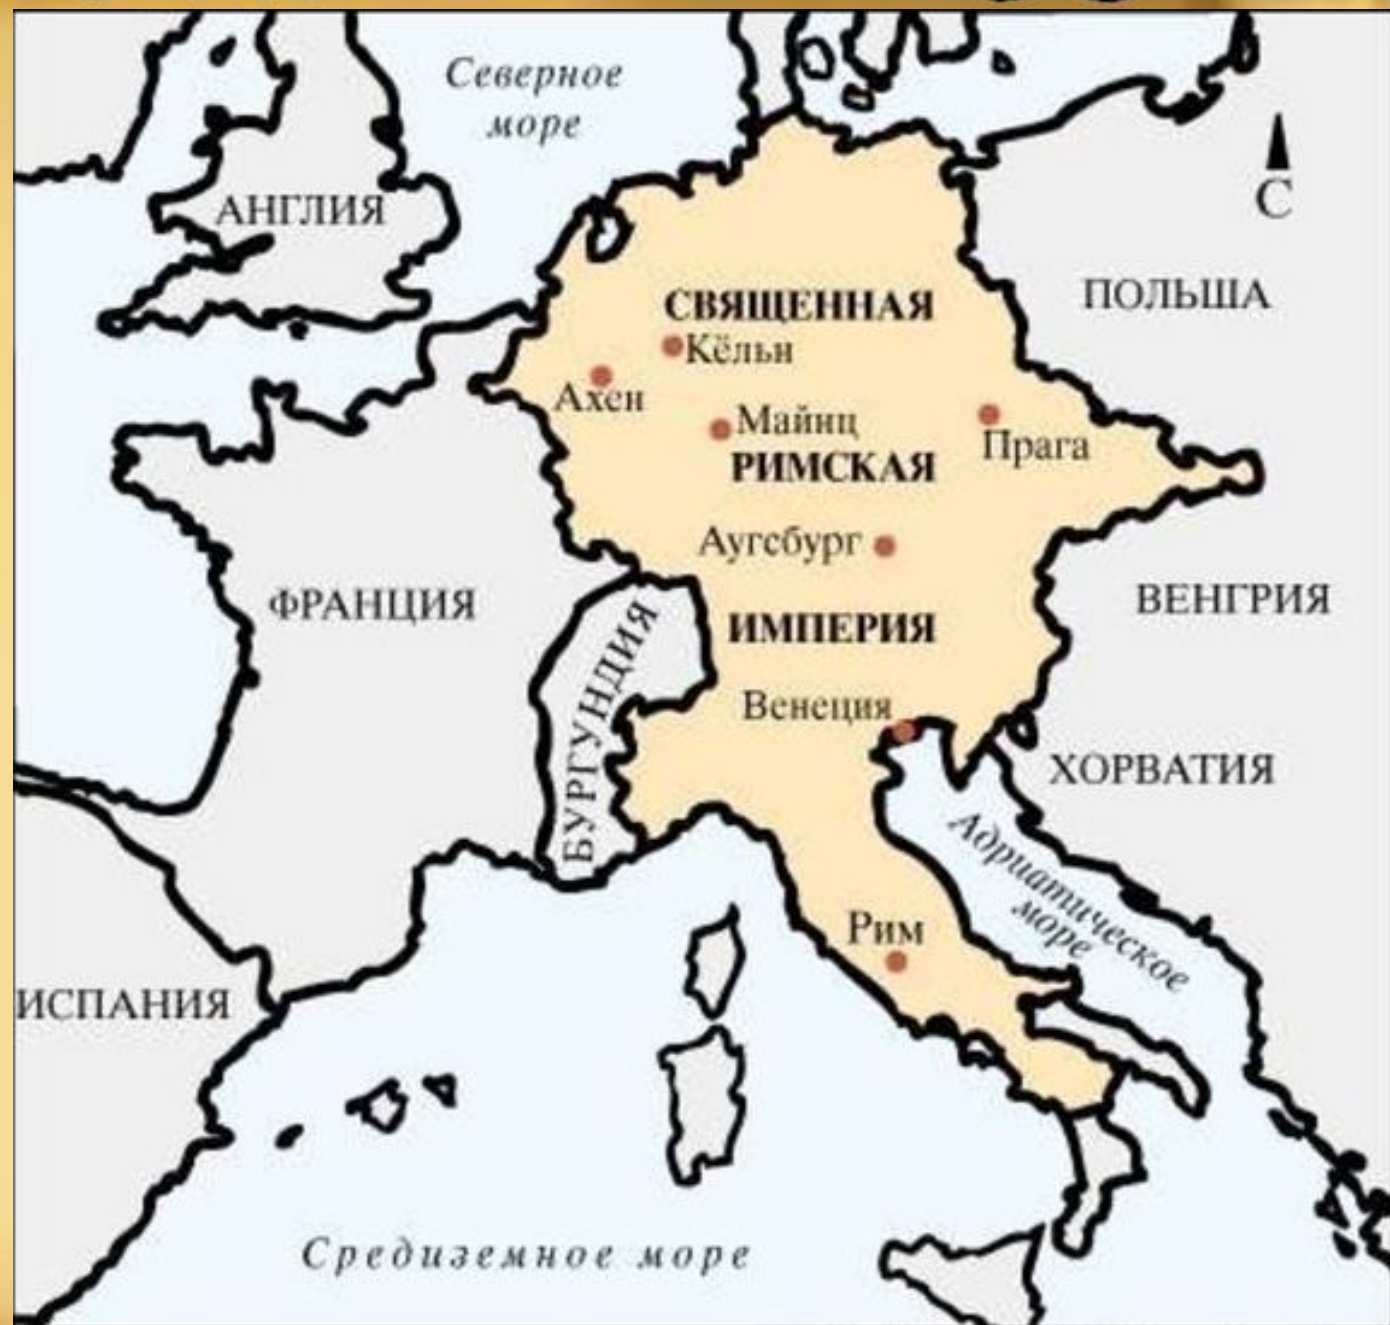 Северное
море
С
АНГЛИЯ
ПОЛЬША
СВЯЩЕННАЯ
Кёльн
Ахен
Майнц
Прага
РИМСКАЯ
Аугсбург
ФРАНЦИЯ
ВЕНГРИЯ
БУРГУНДИЯ
ИМПЕРИЯ
Венеция
ХОРВАТИЯ
Адриатическое
море
Рим
ИСПАНИЯ
Средиземное море